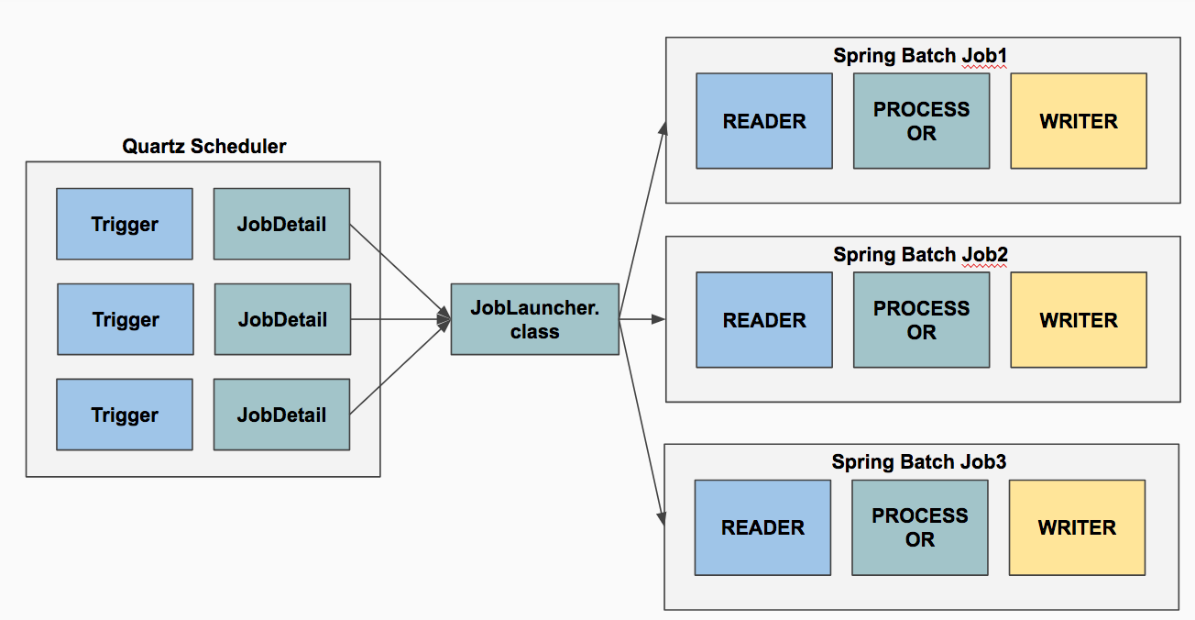 Quartz Scheduler
Trigger
JobDetail
Trigger
JobDetail
Trigger
JobDetail
JobLauncher.
class
Spring Batch Job1
READER
PROCESS
OR
WRITER
Spring Batch Job2
READER
PROCESS
OR
WRITER
Spring Batch Job3
READER
PROCESS
OR
WRITER